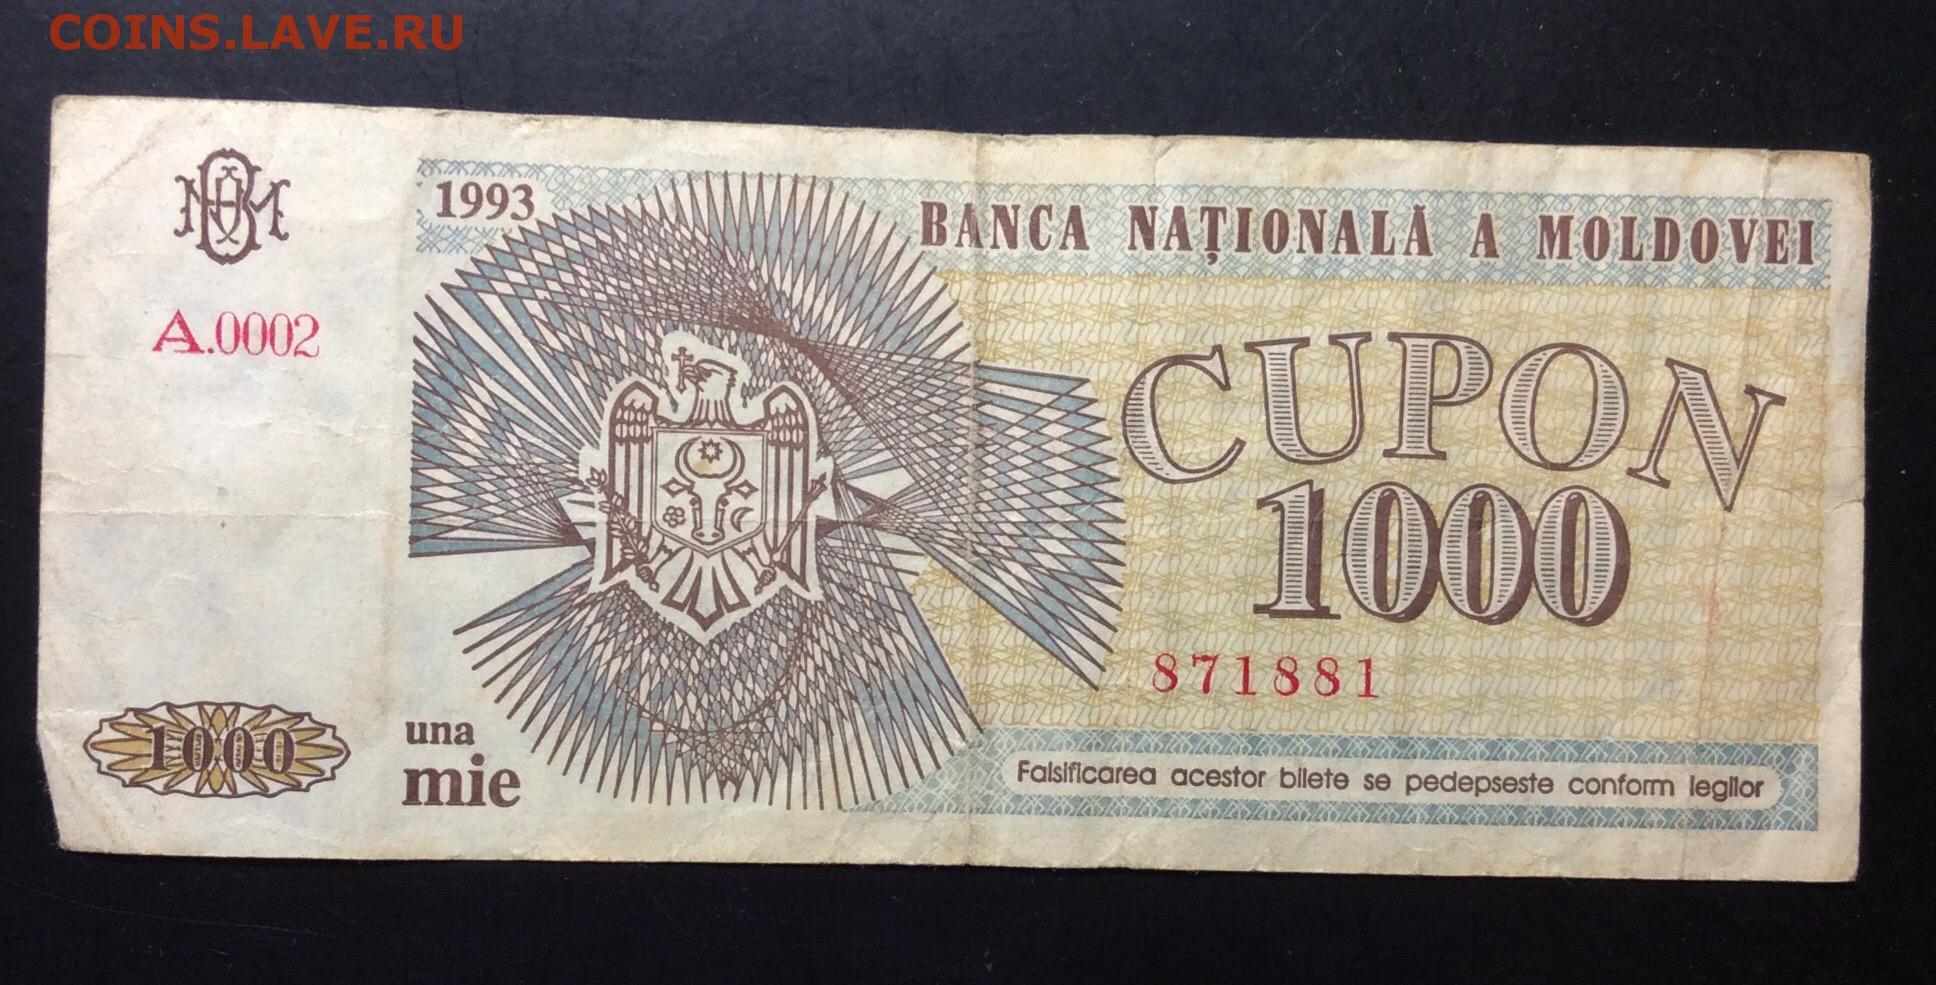 COINS.LAVE.RU
1993
BANCA NAȚIONALĂ A MOLDOVEI
A.0002
CUPON
1000
871881
una
mie
1000
Falsificarea acestor bilete se pedepseste conform legilor